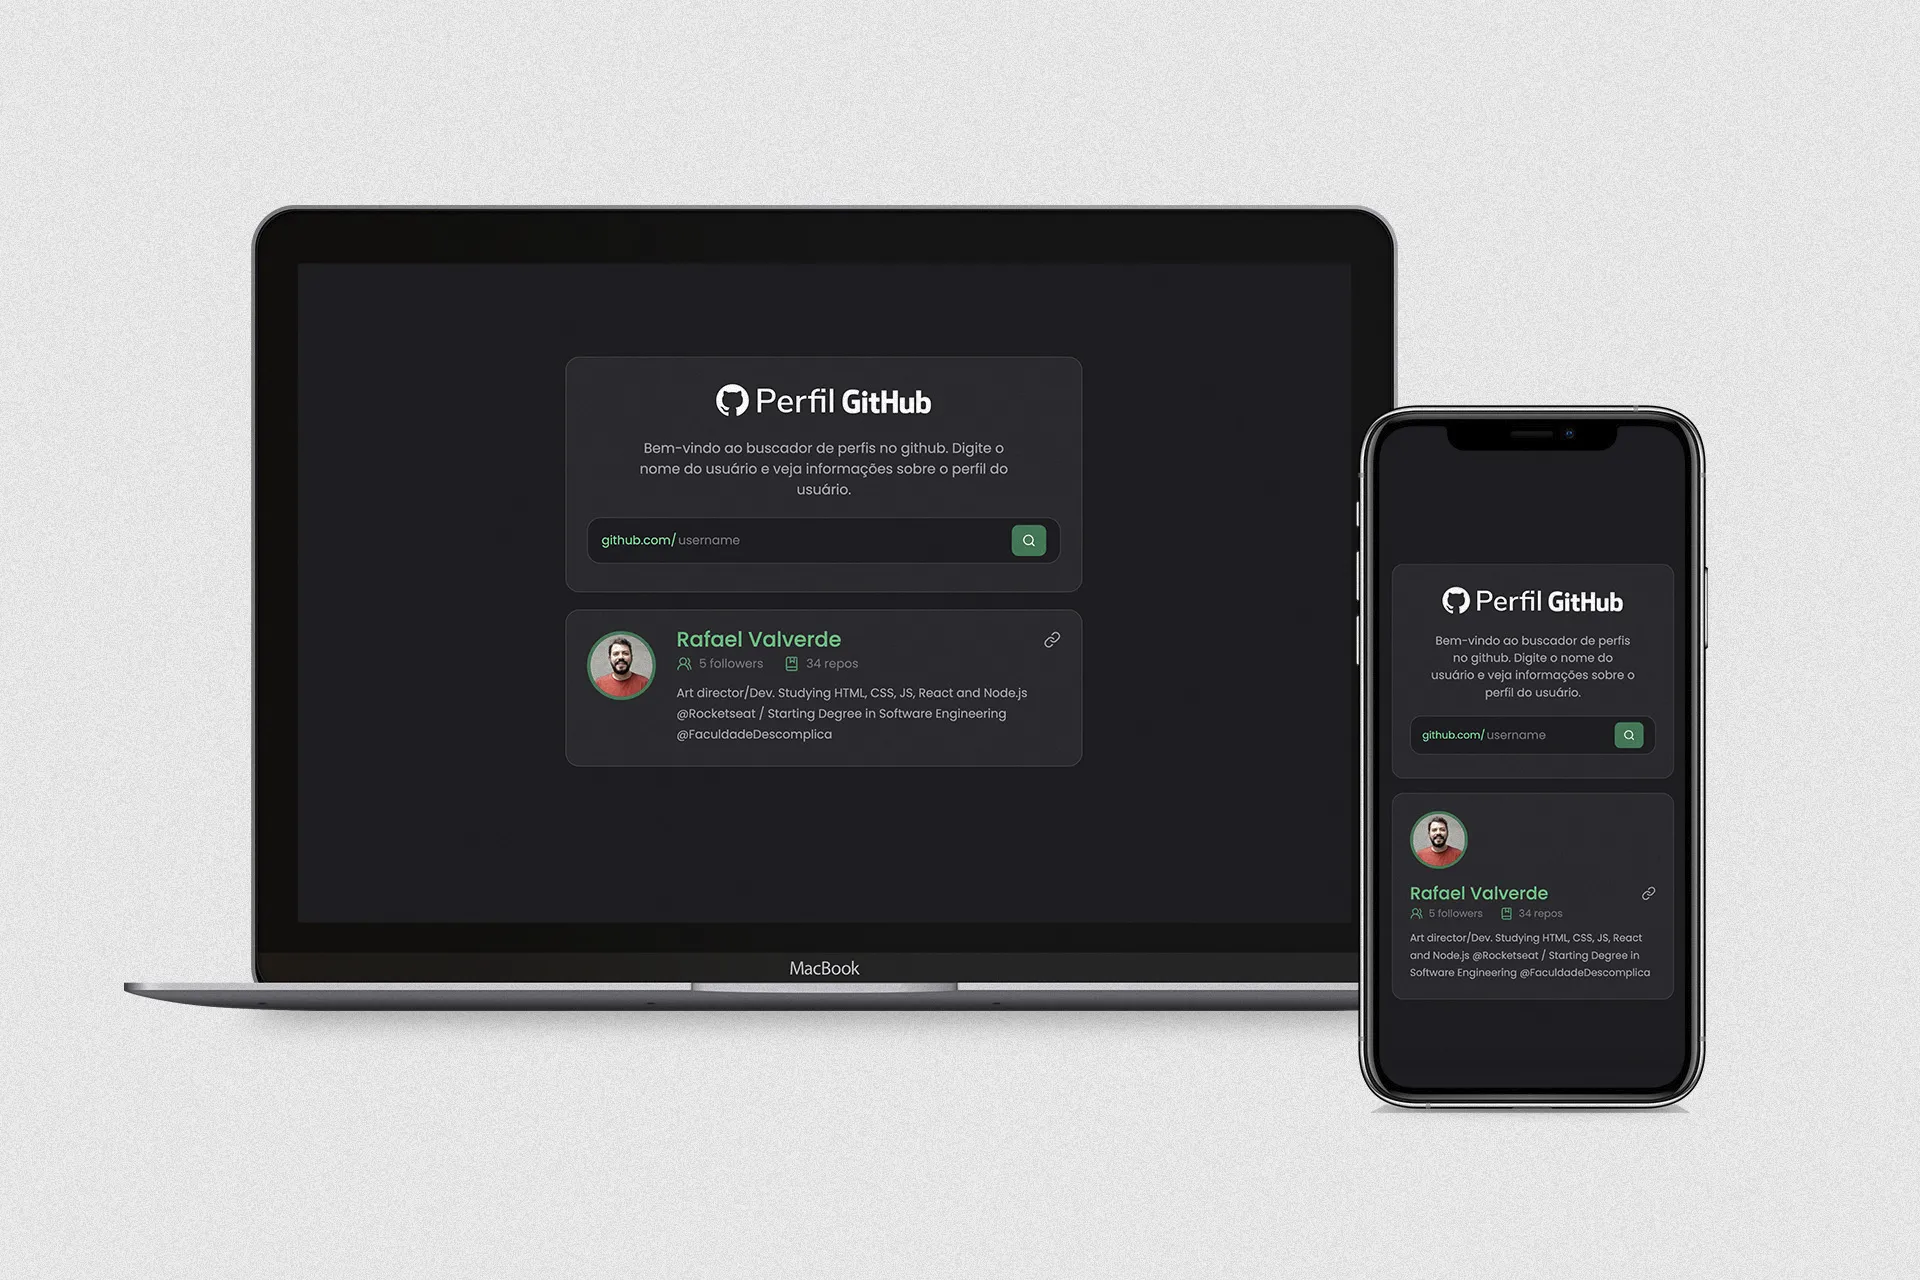 Perfil GitHub
Bem-vindo ao buscador de perfis no github. Digite o
nome do usuário e veja informações sobre o perfil do
usuário.
github.com/username
Rafael Valverde
5 followers 34 repos
Art director/Dev. Studying HTML, CSS, JS, React and Node.js
@Rocketseat / Starting Degree in Software Engineering
@FaculdadeDescomplica
MacBook
Perfil GitHub
Bem-vindo ao buscador de perfis
no github. Digite o nome do
usuário e veja informações sobre o
perfil do usuário.
github.com/username
Rafael Valverde
5 followers 34 repos
Art director/Dev. Studying HTML, CSS, JS, React
and Node.js @Rocketseat / Starting Degree in
Software Engineering @FaculdadeDescomplica